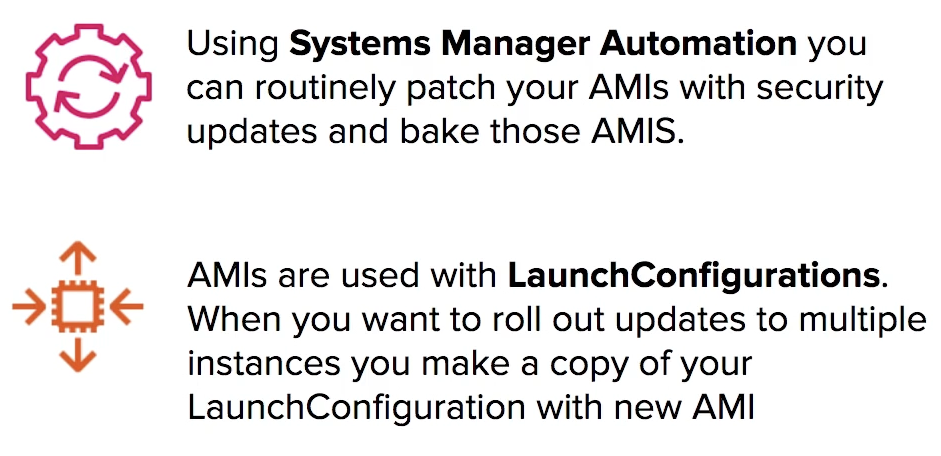 Using Systems Manager Automation you
can routinely patch your AMIs with security
updates and bake those AMIS.
AMIs are used with LaunchConfigurations.
When you want to roll out updates to multiple
instances you make a copy of your
LaunchConfiguration with new AMI